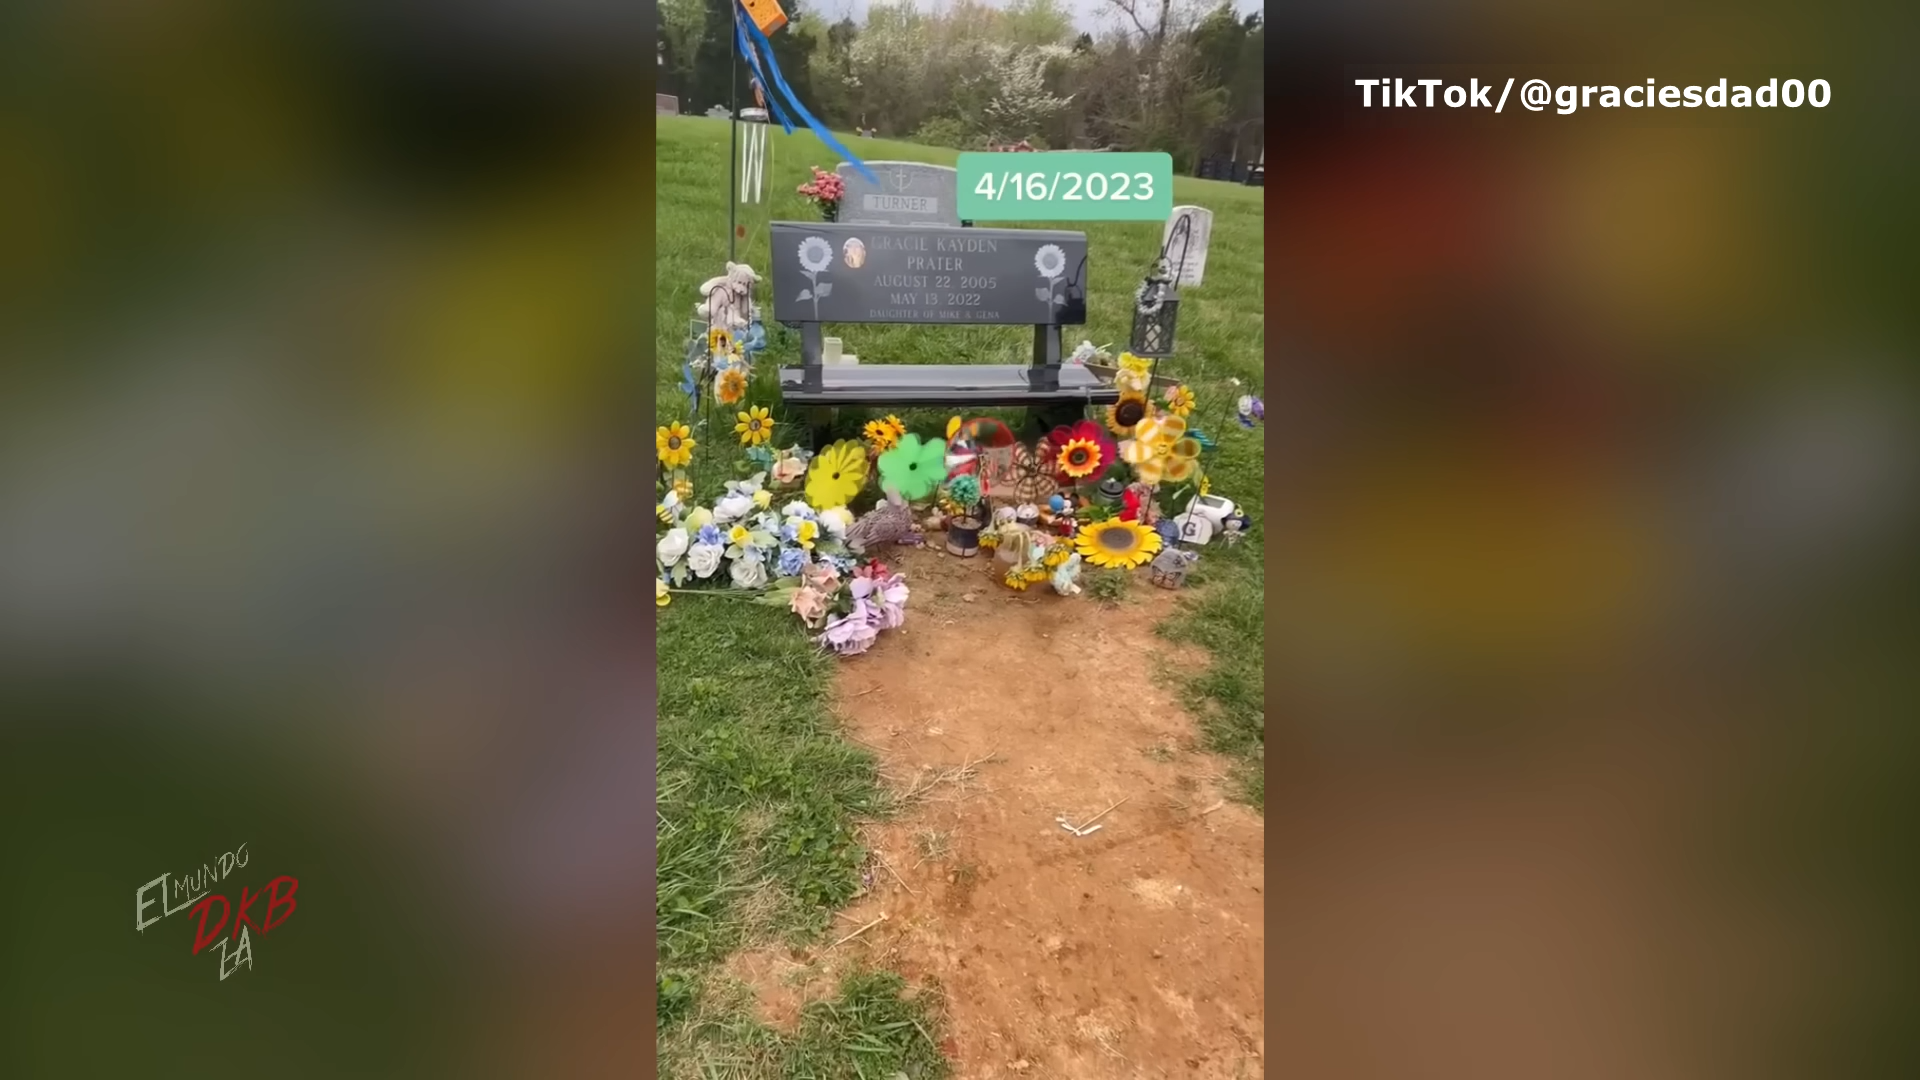 TikTok/@graciesdad00
4/16/2023
TURNER
GRACIE KAYDEN
PRATER
AUGUST 22, 2005
MAY 13, 2022
DAUGHTER OF MIKE & GENA
G
EL MUNDO
DKB
ZA